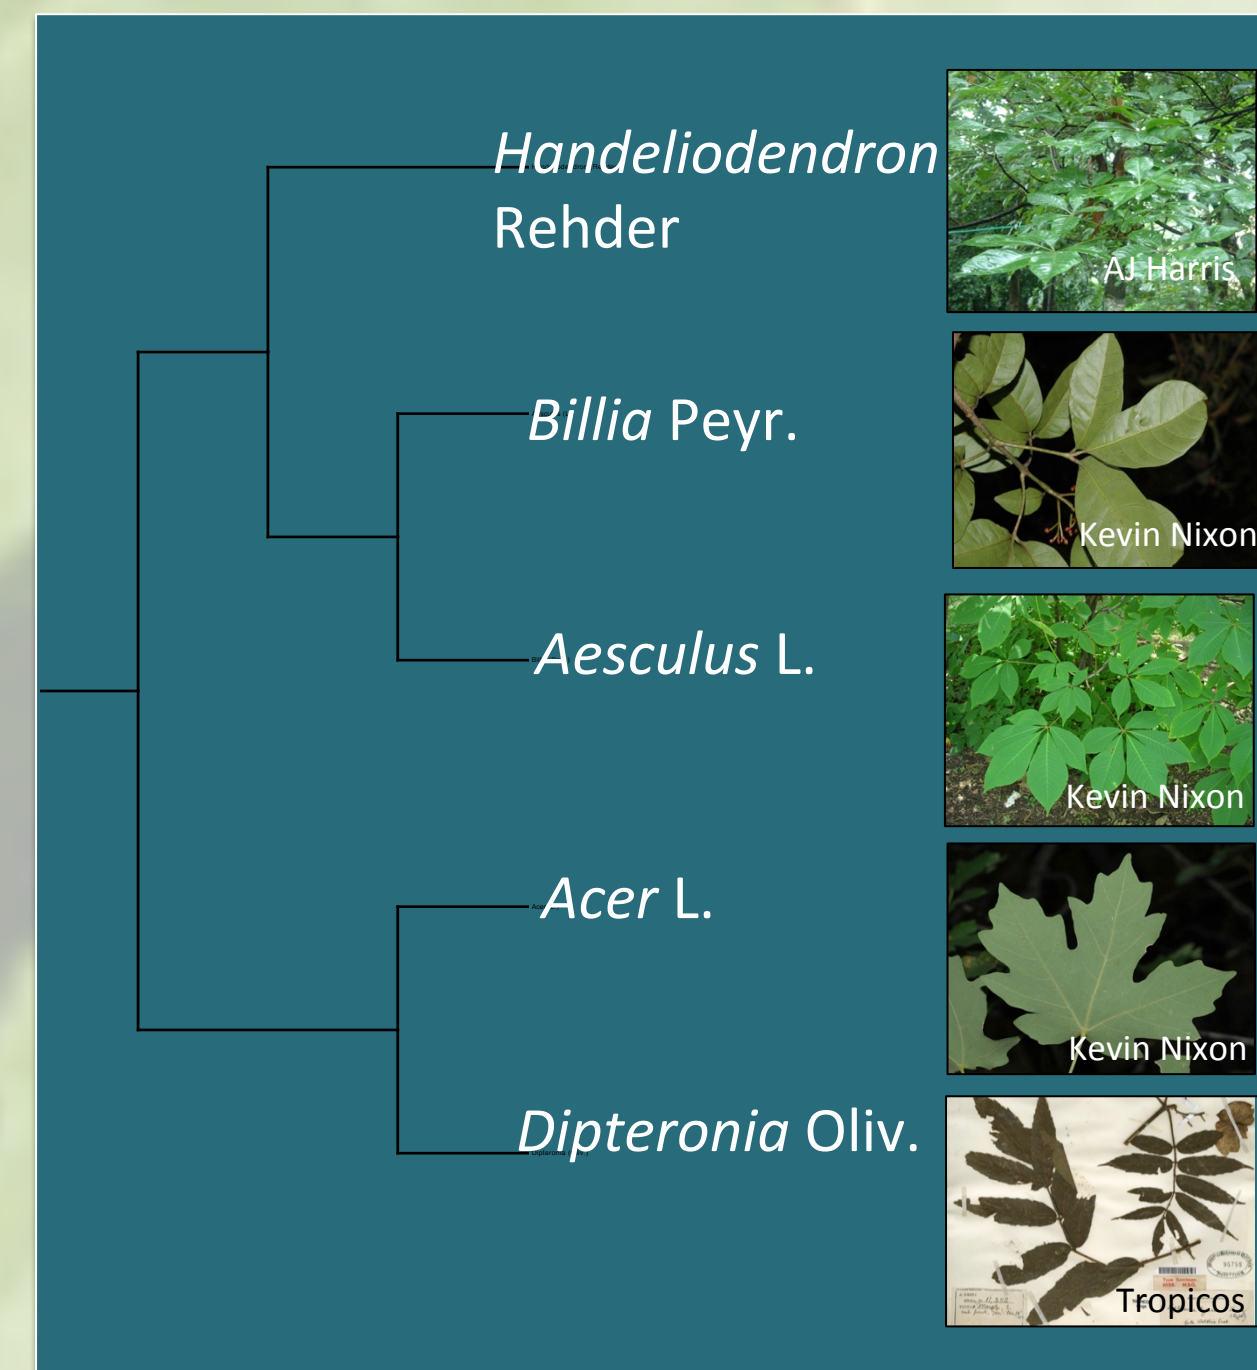 Handeliodendron
Rehder
AJ Harris
Billia Peyr.
Kevin Nixon
Aesculus L.
Kevin Nixon
Acer L.
Kevin Nixon
Dipteronia Oliv.
Tropicos